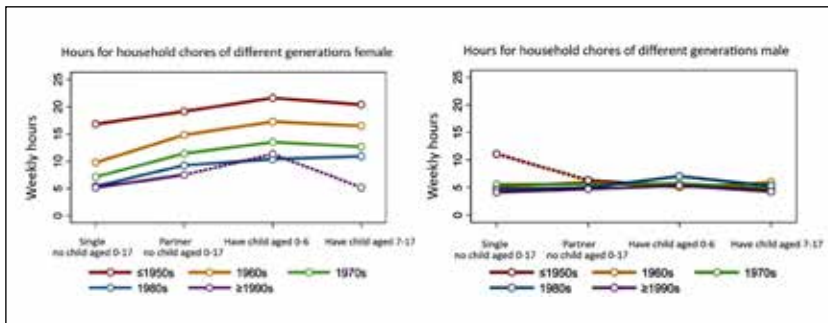 Hours for household chores of different generations female
Weekly hours
25
20
15
10
5
0
Single
no child aged 0-17
Partner
no child aged 0-17
Have child aged 0-6
Have child aged 7-17
≤1950s
1960s
1970s
1980s
≥1990s
Hours for household chores of different generations male
Weekly hours
25
20
15
10
5
0
Single
no child aged 0-17
Partner
no child aged 0-17
Have child aged 0-6
Have child aged 7-17
≤1950s
1960s
1970s
1980s
≥1990s